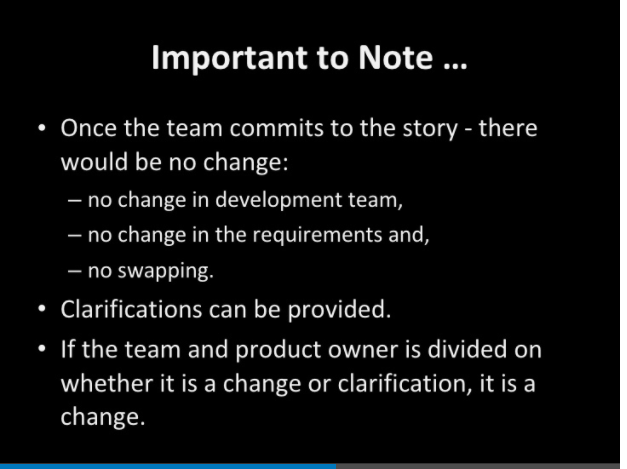 Important to Note ...
• Once the team commits to the story - there
would be no change:
– no change in development team,
– no change in the requirements and,
– no swapping.
• Clarifications can be provided.
• If the team and product owner is divided on
whether it is a change or clarification, it is a
change.